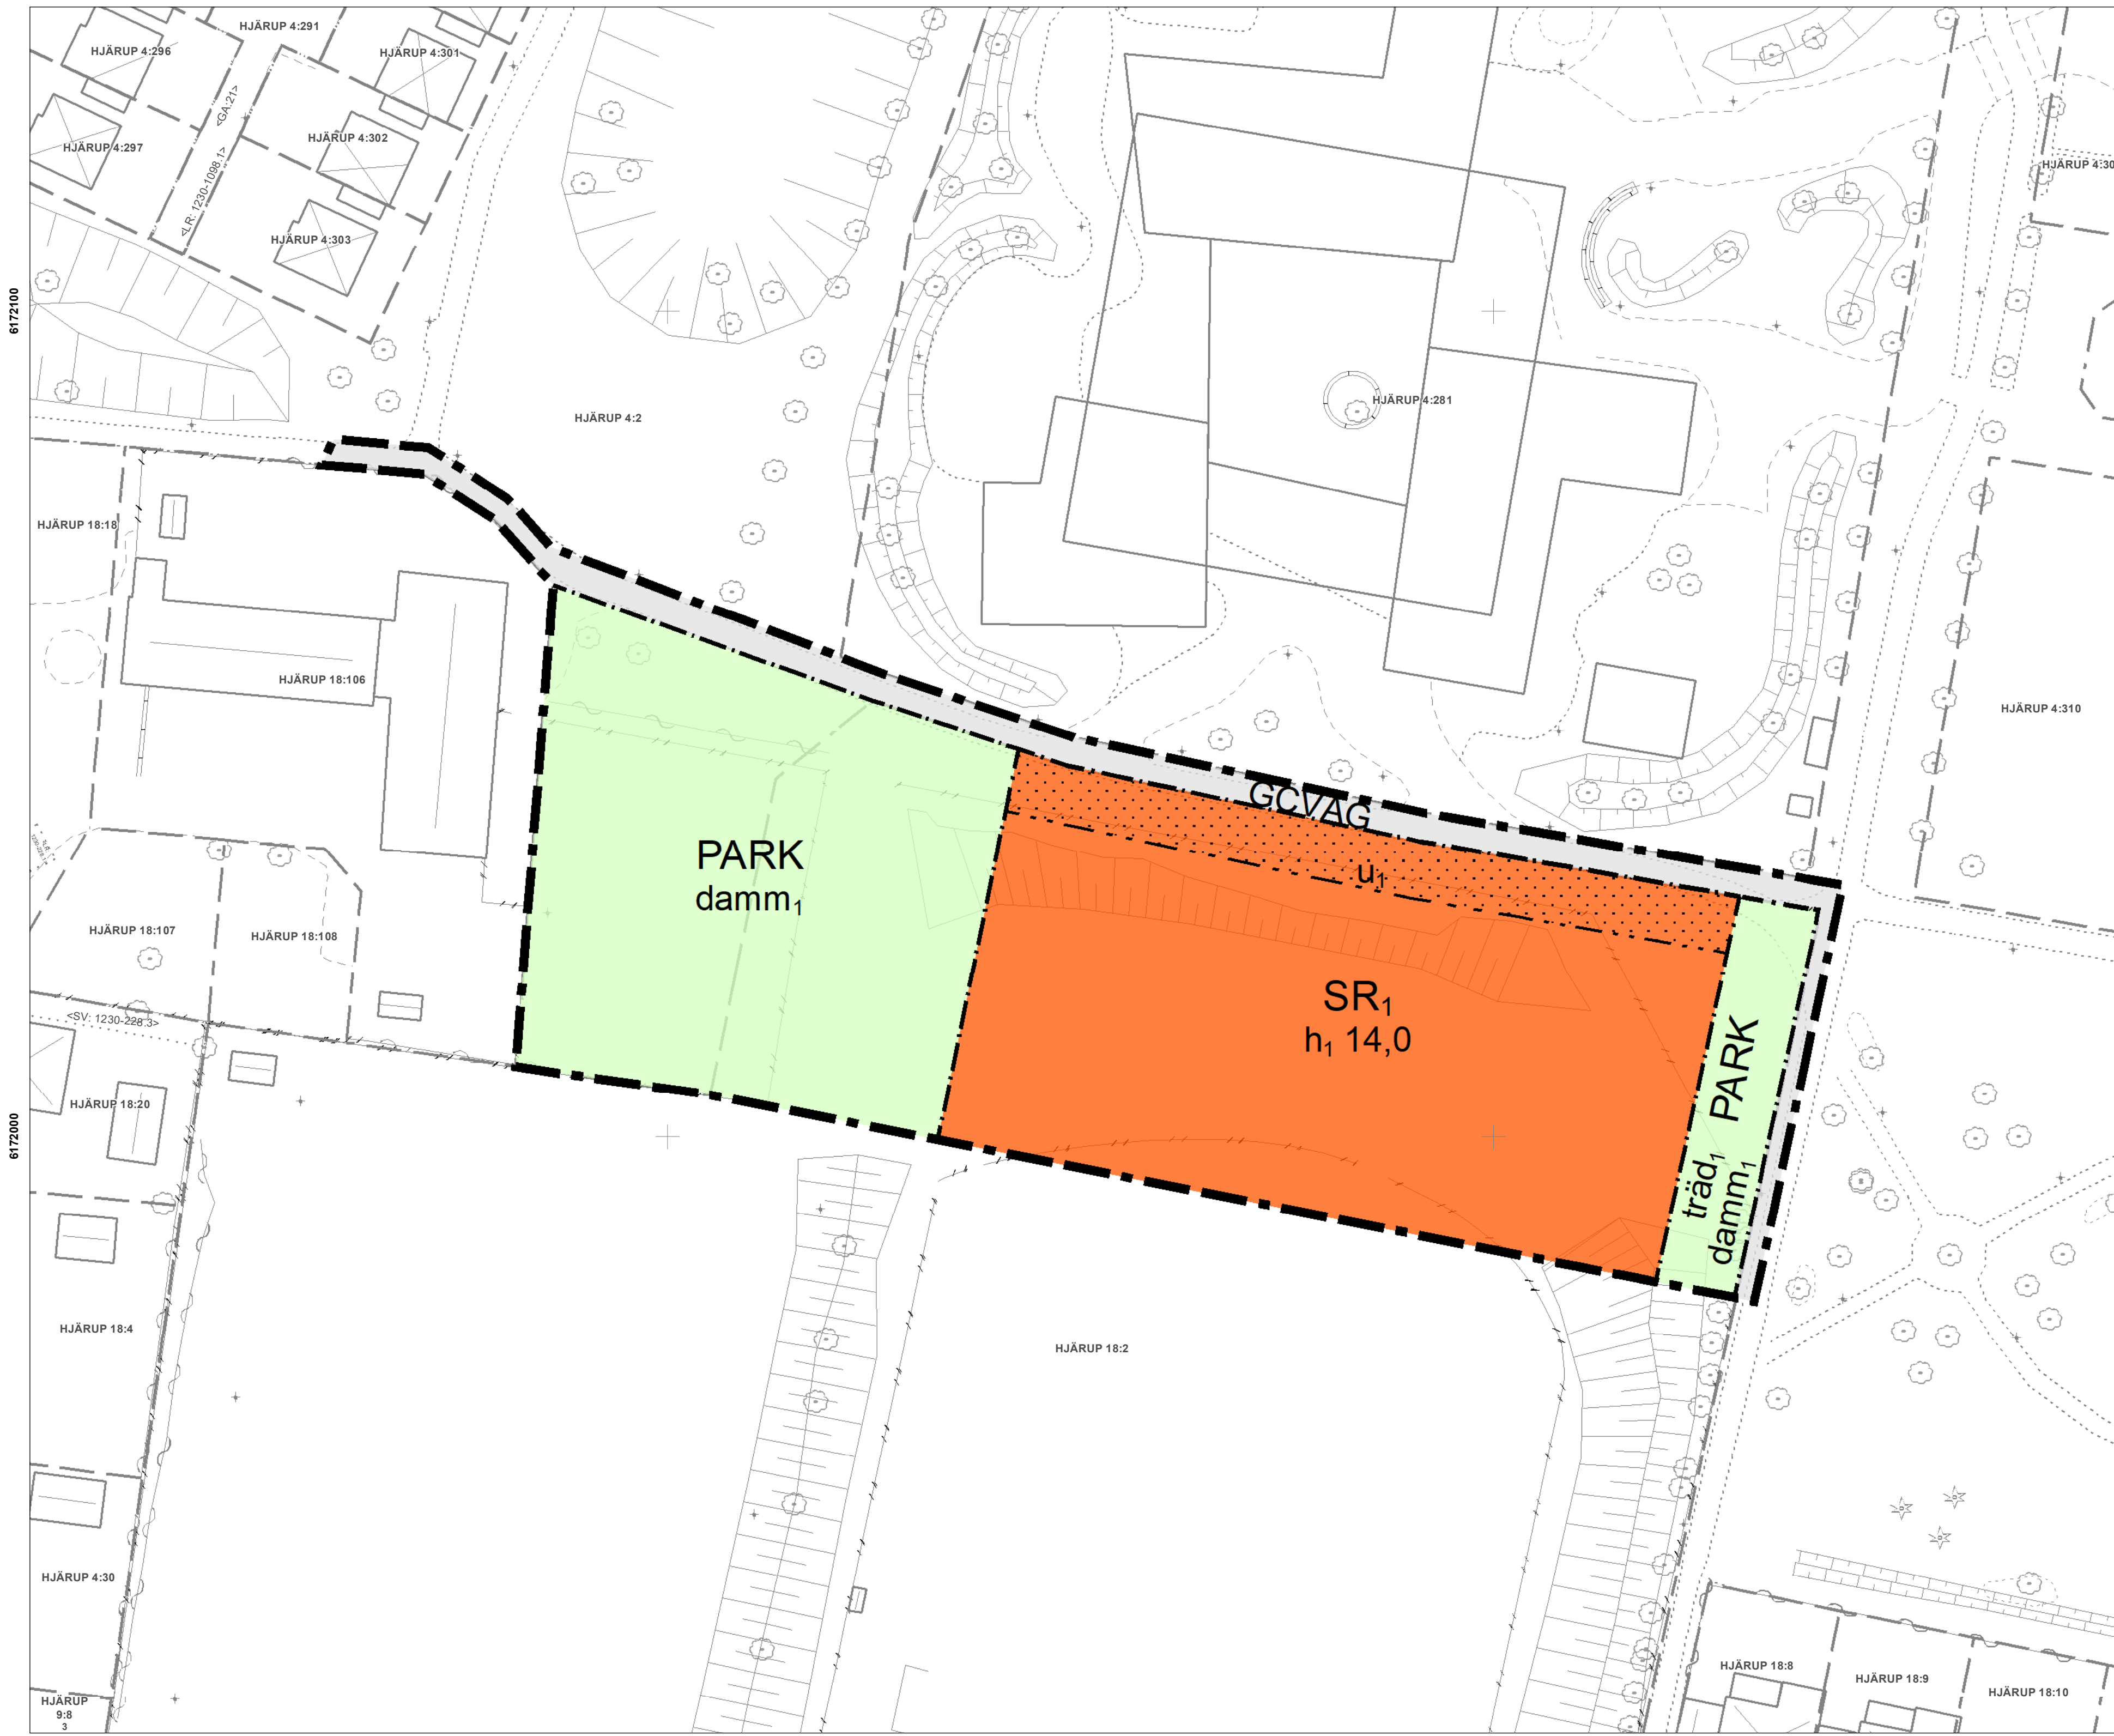 HJÄRUP 4:291
HJÄRUP 4:296
HJÄRUP 4:301
<GA:21>
HJÄRUP 4:302
HJÄRUP 4:297
<LR: 1230-1098.1>
HJÄRUP 4:303
HJÄRUP 4:30
6172100
HJÄRUP 4:2
HJÄRUP 4:281
HJÄRUP 18:18
HJÄRUP 18:106
HJÄRUP 4:310
GCVÄG
PARK
damm₁
u₁
HJÄRUP 18:107
HJÄRUP 18:108
SR₁
h₁ 14,0
<SV: 1230-228.3>
PARK
träd₁
damm₁
HJÄRUP 18:20
6172000
HJÄRUP 18:4
HJÄRUP 18:2
HJÄRUP 4:30
HJÄRUP 18:8
HJÄRUP 18:9
HJÄRUP 18:10
HJÄRUP
9:8
3